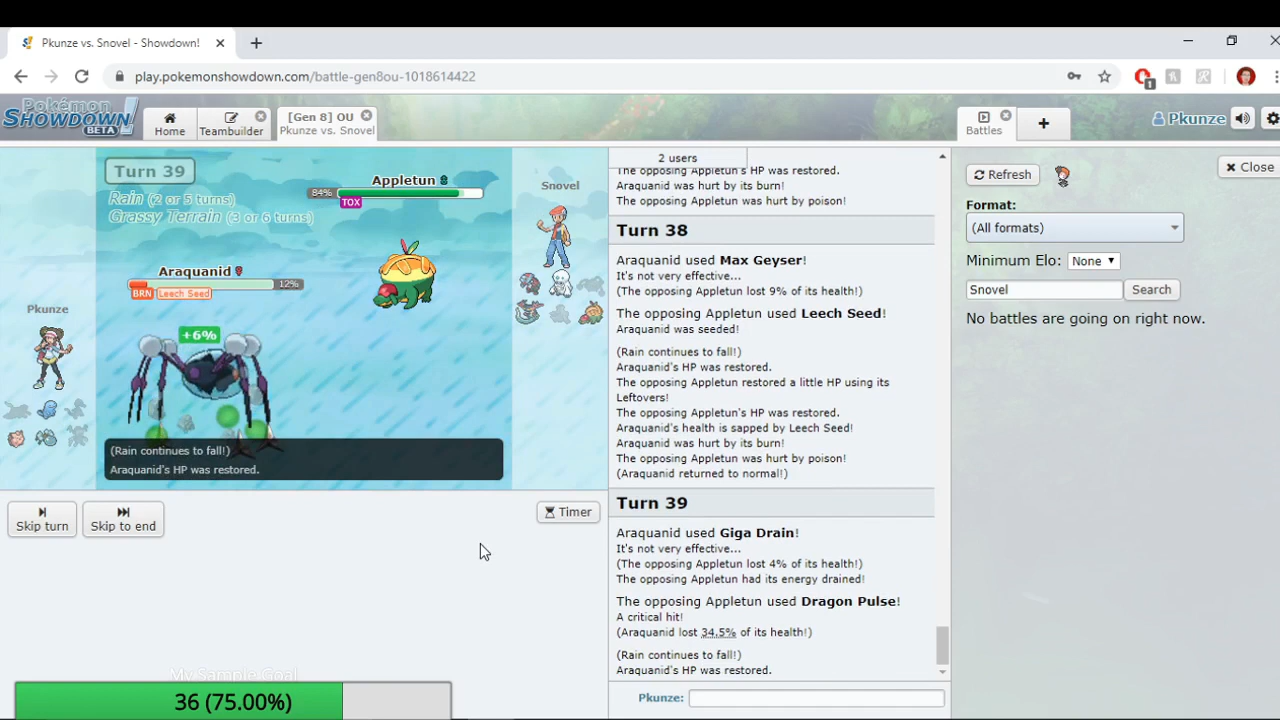 Pkunze vs. Snovel - Showdown!
play.pokemonshowdown.com/battle-gen8ou-1018614422
1
Pokémon
SHOWDOWN!
BETA
Home
Teambuilder
[Gen 8] OU
Pkunze vs. Snovel
Battles
Pkunze
Turn 39
Rain (2 or 5 turns)
Grassy Terrain (3 or 6 turns)
Appletun
84%
TOX
Araquanid
12%
BRN Leech Seed
+6%
Snovel
Pkunze
(Rain continues to fall!)
Araquanid's HP was restored.
Skip turn
Skip to end
Timer
My Sample Goal
36 (75.00%)
2 users
The opposing Appletun's HP was restored.
Araquanid was hurt by its burn!
The opposing Appletun was hurt by poison!
Turn 38
Araquanid used Max Geyser!
It's not very effective...
(The opposing Appletun lost 9% of its health!)
The opposing Appletun used Leech Seed!
Araquanid was seeded!
(Rain continues to fall!)
Araquanid's HP was restored.
The opposing Appletun restored a little HP using its
Leftovers!
The opposing Appletun's HP was restored.
Araquanid's health is sapped by Leech Seed!
Araquanid was hurt by its burn!
The opposing Appletun was hurt by poison!
(Araquanid returned to normal!)
Turn 39
Araquanid used Giga Drain!
It's not very effective...
(The opposing Appletun lost 4% of its health!)
The opposing Appletun had its energy drained!
The opposing Appletun used Dragon Pulse!
A critical hit!
(Araquanid lost 34.5% of its health!)
(Rain continues to fall!)
Araquanid's HP was restored.
Pkunze:
Refresh
Close
Format:
(All formats)
Minimum Elo: None
Snovel
Search
No battles are going on right now.